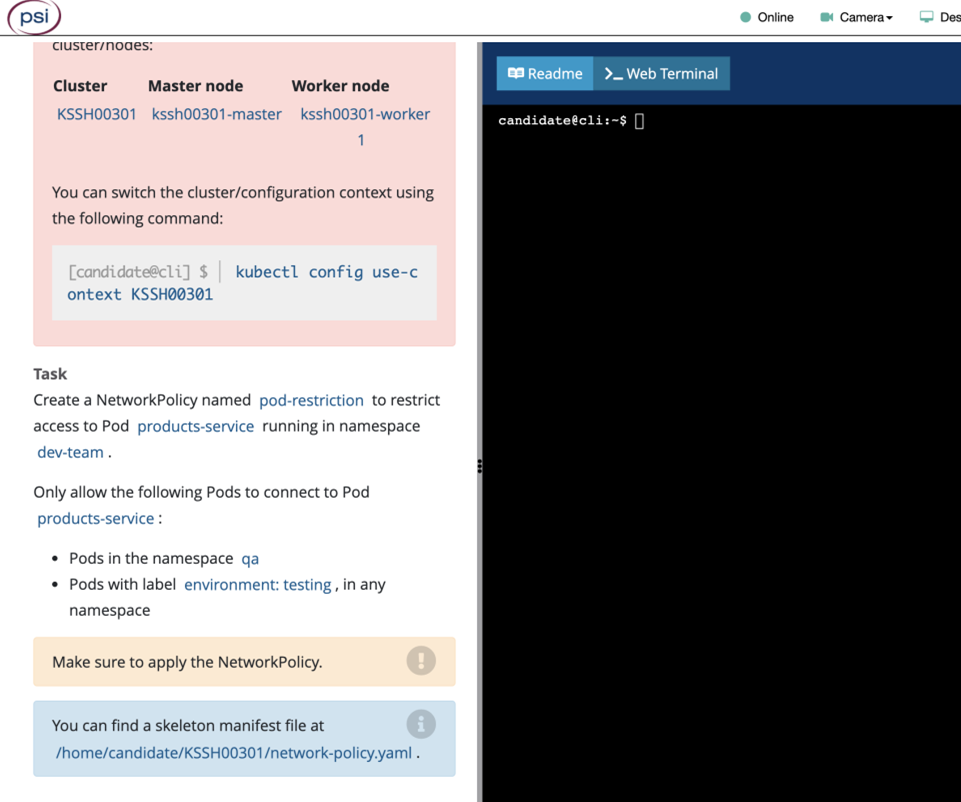 psi
Online
Camera
cluster/nodes:
Cluster Master node Worker node
KSSH00301 kssh00301-master kssh00301-worker
1
You can switch the cluster/configuration context using
the following command:
[candidate@cli] $ | kubectl config use-c
ontext KSSH00301
Task
Create a NetworkPolicy named pod-restriction to restrict
access to Pod products-service running in namespace
dev-team .
Only allow the following Pods to connect to Pod
products-service :
• Pods in the namespace qa
• Pods with label environment: testing , in any
namespace
Make sure to apply the NetworkPolicy.
You can find a skeleton manifest file at
/home/candidate/KSSH00301/network-policy.yaml .
Readme
>_ Web Terminal
candidate@cli:~$